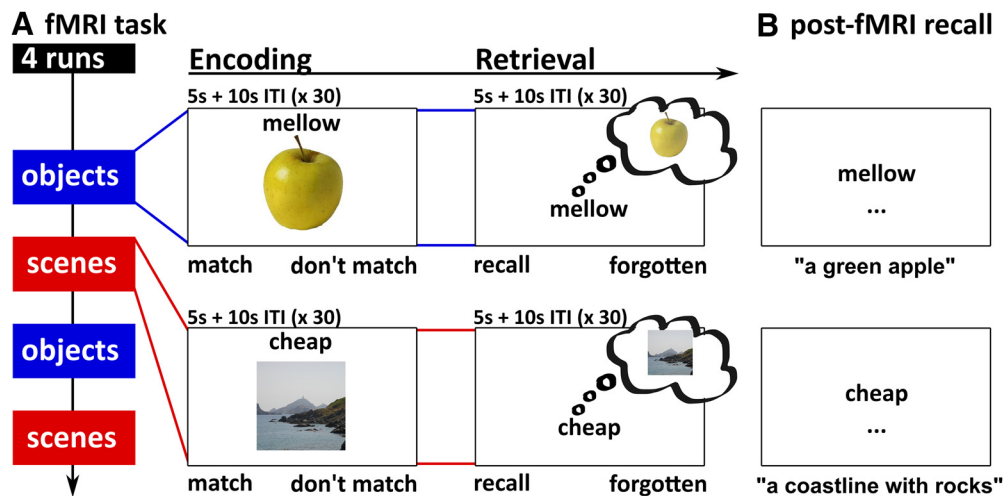 A fMRI task
4 runs
objects
scenes
objects
scenes
Encoding
Retrieval
5s + 10s ITI (x 30)
mellow
match don't match
5s + 10s ITI (x 30)
mellow
recall forgotten
5s + 10s ITI (x 30)
cheap
match don't match
5s + 10s ITI (x 30)
cheap
recall forgotten
B post-fMRI recall
mellow
...
"a green apple"
cheap
...
"a coastline with rocks"